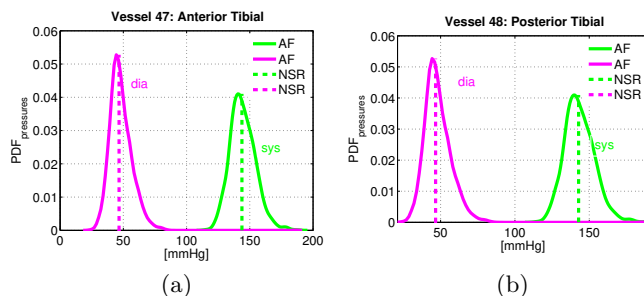 Vessel 47: Anterior Tibial
0.06
0.05
0.04
0.03
0.02
0.01
0
PDF pressures
0 50 100 150 200
[mmHg]
dia
sys
AF
AF
NSR
NSR
(a)
Vessel 48: Posterior Tibial
0.06
0.05
0.04
0.03
0.02
0.01
0
PDF pressures
50 100 150
[mmHg]
dia
sys
AF
AF
NSR
NSR
(b)